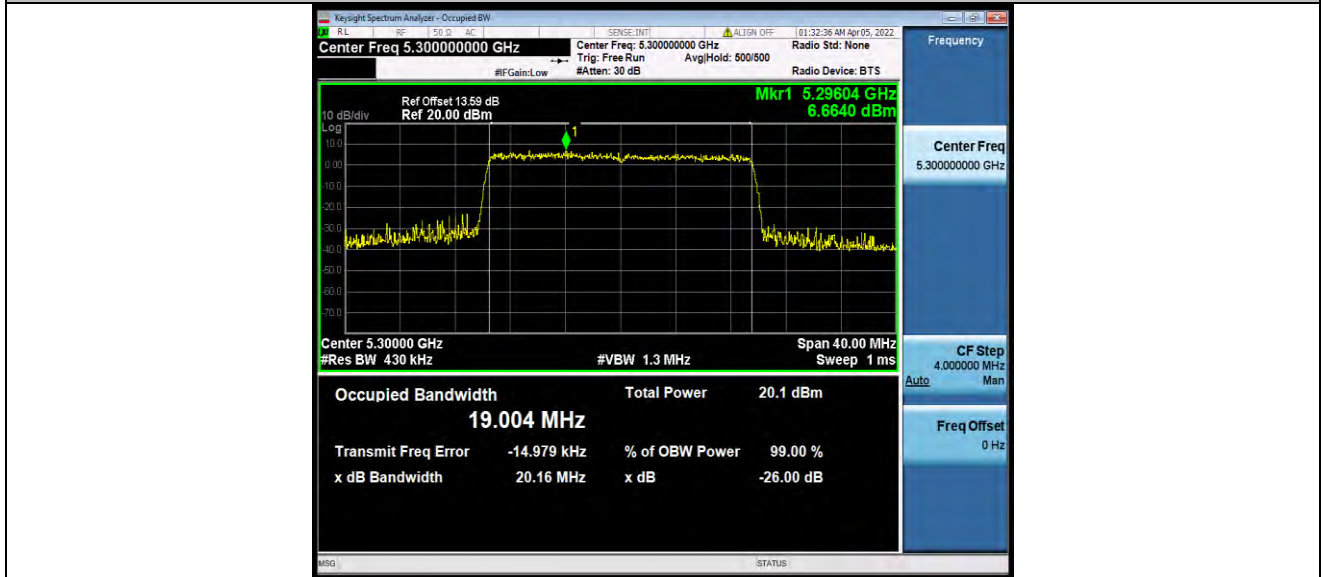 Keysight Spectrum Analyzer - Occupied BW
RL RF 50 Ω AC SENSE:INT ALIGN OFF 01:32:36 AM Apr 05, 2022
Center Freq 5.300000000 GHz Center Freq: 5.300000000 GHz Radio Std: None
Trig: Free Run Avg|Hold: 500/500
#IFGain:Low #Atten: 30 dB Radio Device: BTS
Frequency
Mkr1 5.29604 GHz
6.6640 dBm
Ref Offset 13.59 dB
10 dB/div Ref 20.00 dBm
Log
1
10.0
0.00
-10.0
-20.0
-30.0
-40.0
-50.0
-60.0
-70.0
Center 5.30000 GHz Span 40.00 MHz
#Res BW 430 kHz #VBW 1.3 MHz Sweep 1 ms
Occupied Bandwidth Total Power 20.1 dBm
19.004 MHz
Transmit Freq Error -14.979 kHz % of OBW Power 99.00 %
x dB Bandwidth 20.16 MHz x dB -26.00 dB
Center Freq
5.300000000 GHz
CF Step
4.000000 MHz
Auto Man
Freq Offset
0 Hz
MSG STATUS